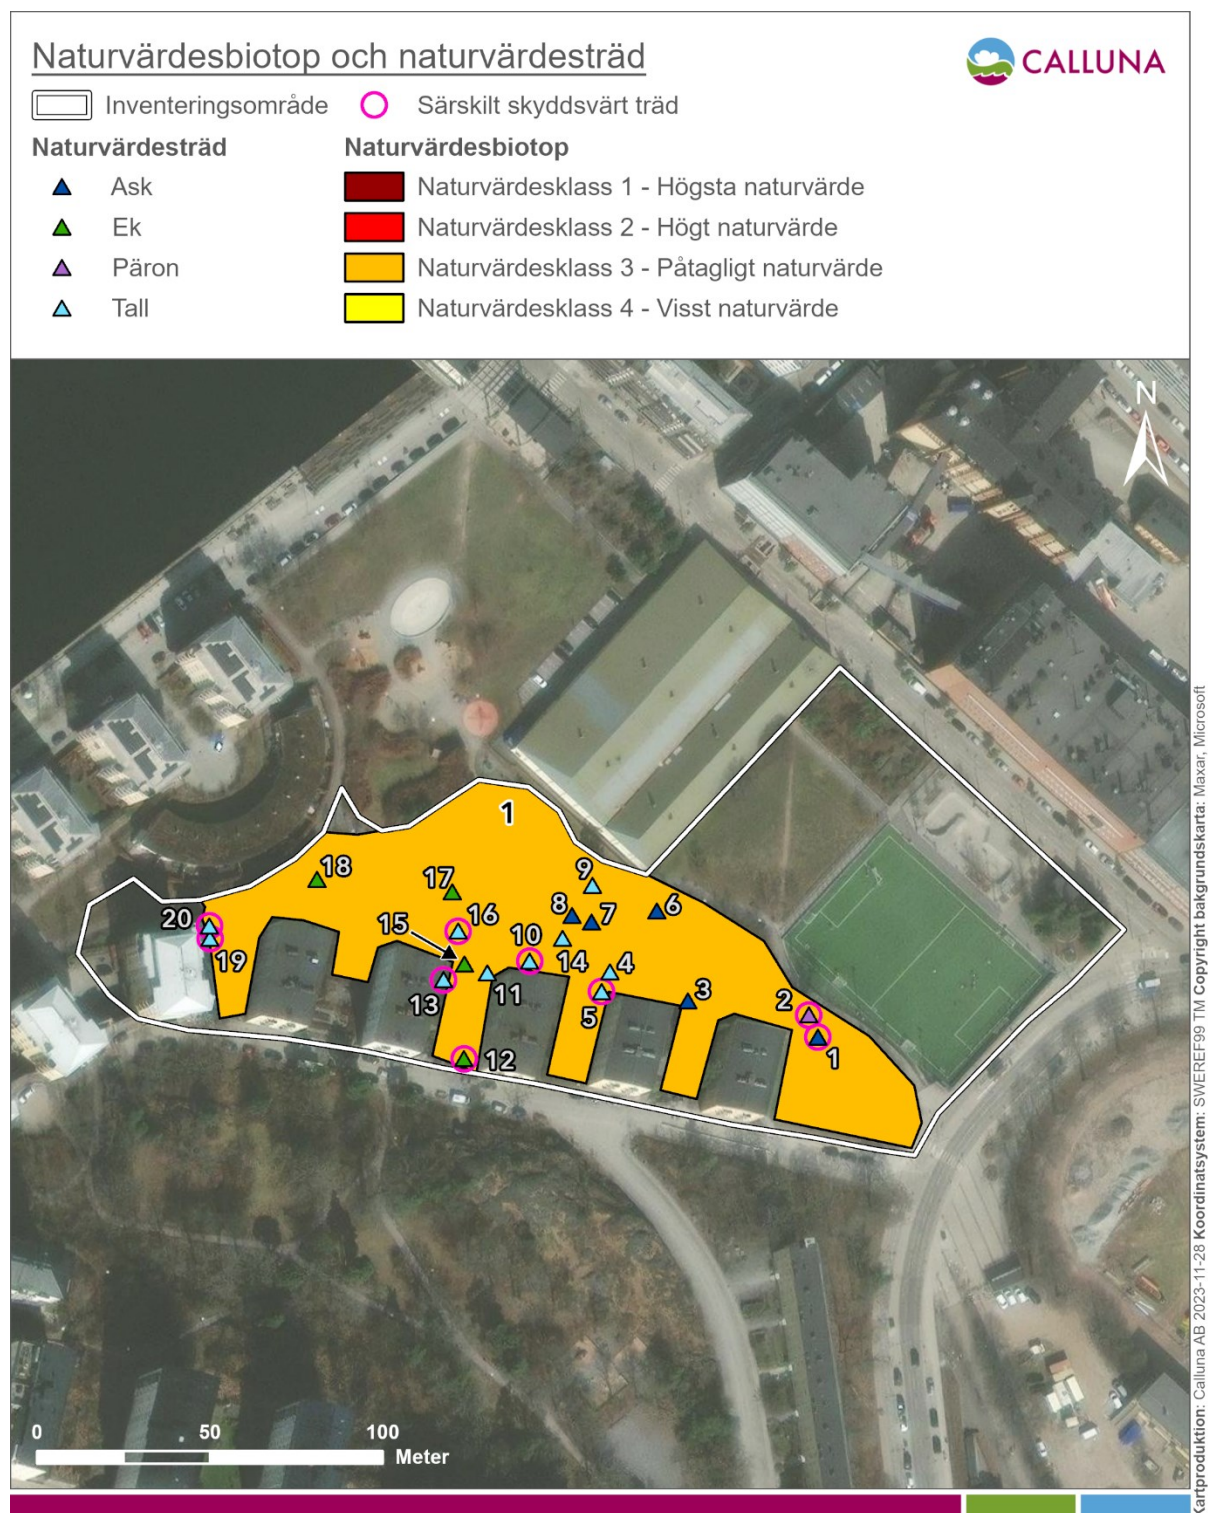 Naturvärdesbiotop och naturvärdesträd
CALLUNA
Inventeringsområde
Särskilt skyddsvärt träd
Naturvärdesträd
Naturvärdesbiotop
Ask
Naturvärdesklass 1 - Högsta naturvärde
Ek
Naturvärdesklass 2 - Högt naturvärde
Päron
Naturvärdesklass 3 - Påtagligt naturvärde
Tall
Naturvärdesklass 4 - Visst naturvärde
N
1
18
17
9
8
7
6
20
15
16
10
19
13
11
14
4
5
3
2
1
12
0 50 100
Meter
Kartproduktion: Calluna AB 2023-11-28 Koordinatsystem: SWEREF99 TM Copyright bakgrundskarta: Maxar, Microsoft